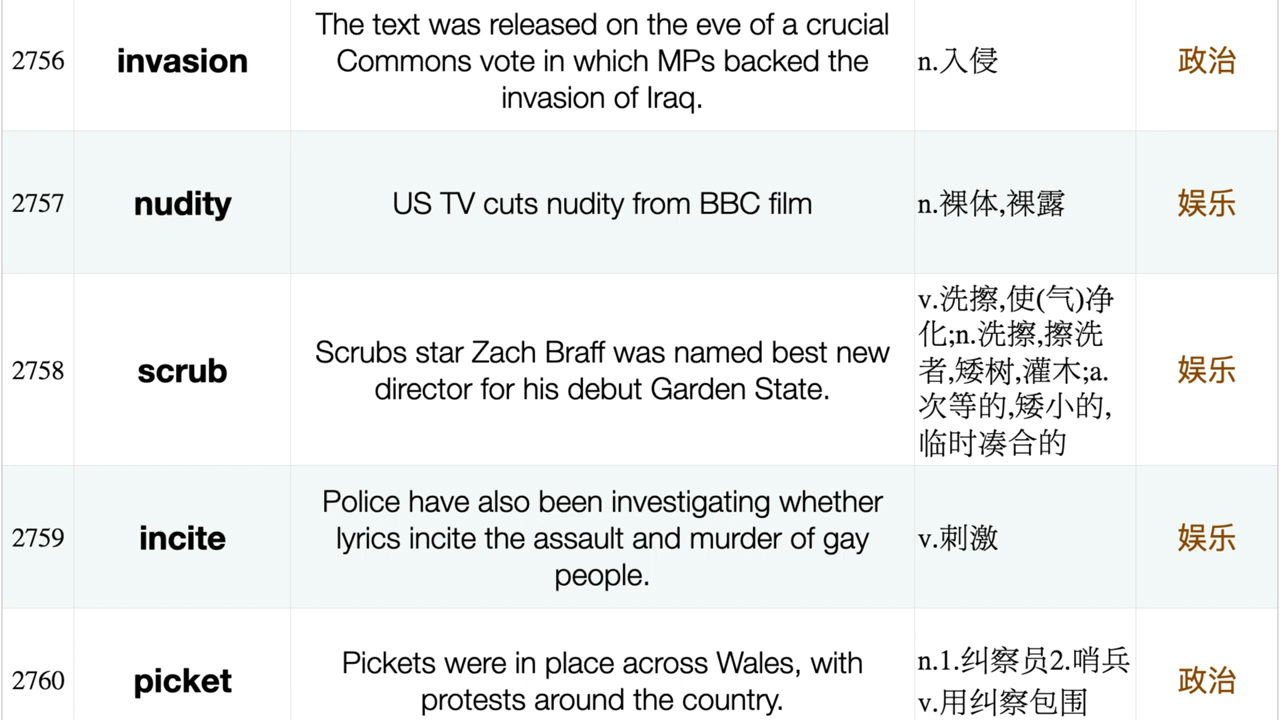 2756
invasion
The text was released on the eve of a crucial
Commons vote in which MPs backed the
invasion of Iraq.
n.入侵
政治
2757
nudity
US TV cuts nudity from BBC film
n.裸体,裸露
娱乐
2758
scrub
Scrubs star Zach Braff was named best new
director for his debut Garden State.
v.洗擦,使(气)净
化;n.洗擦,擦洗
者,矮树,灌木;a.
次等的,矮小的,
临时凑合的
娱乐
2759
incite
Police have also been investigating whether
lyrics incite the assault and murder of gay
people.
v.刺激
娱乐
2760
picket
Pickets were in place across Wales, with
protests around the country.
n.1.纠察员2.哨兵
v.用纠察包围
政治